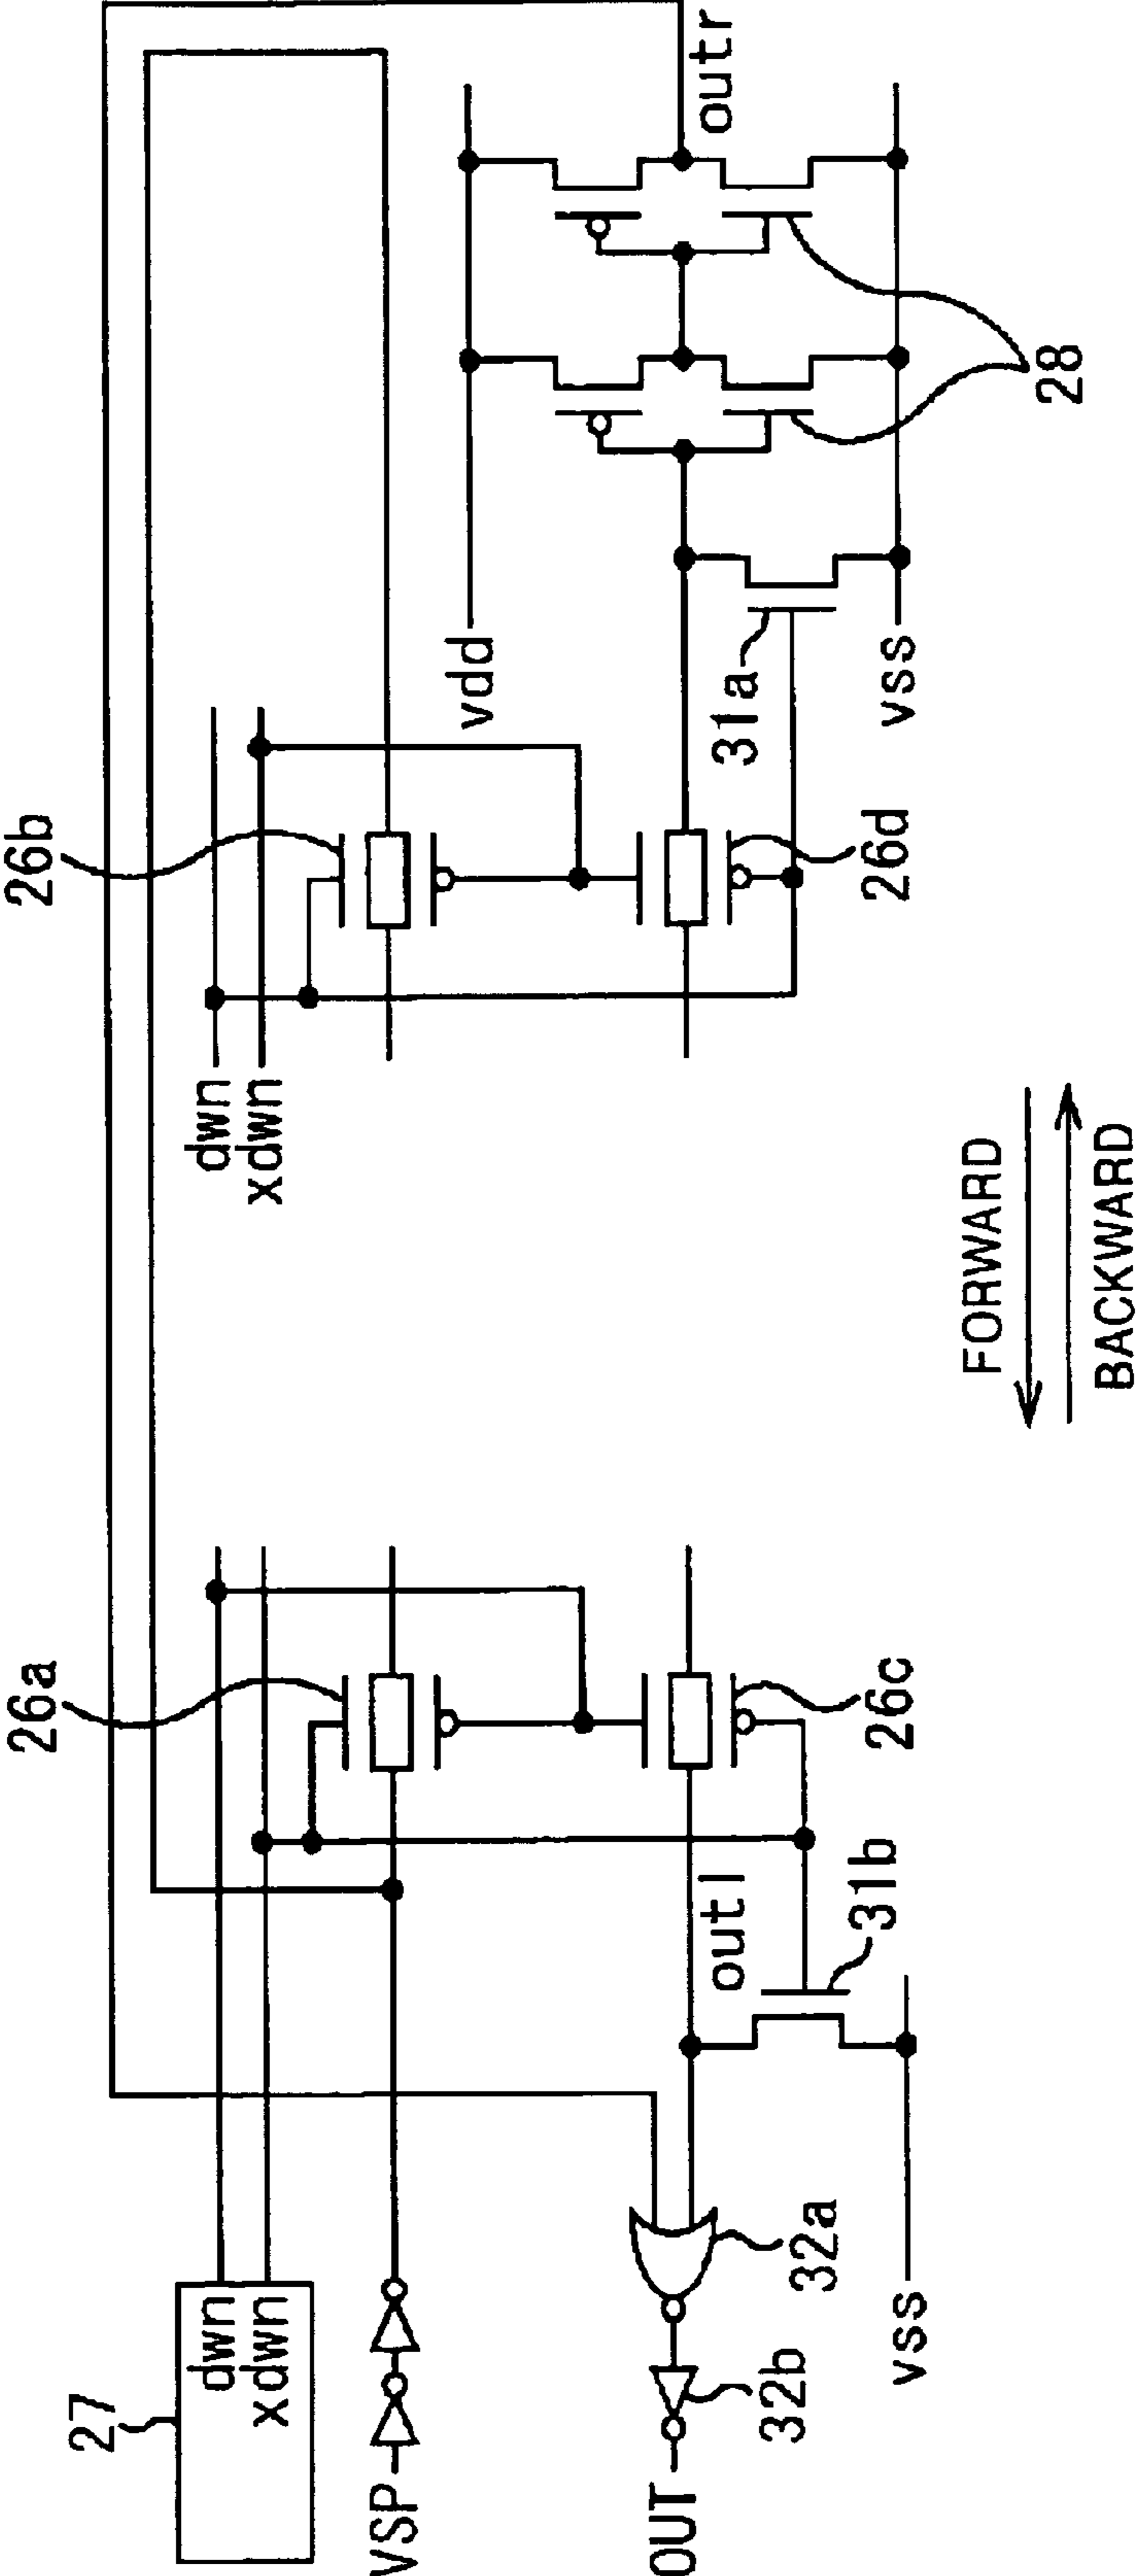 27
dwn
xdwn
VSP
OUT
32b
32a
vss
outl
31b
26a
26c
FORWARD
BACKWARD
dwn
xdwn
26b
26d
vdd
31a
vss
28
outr